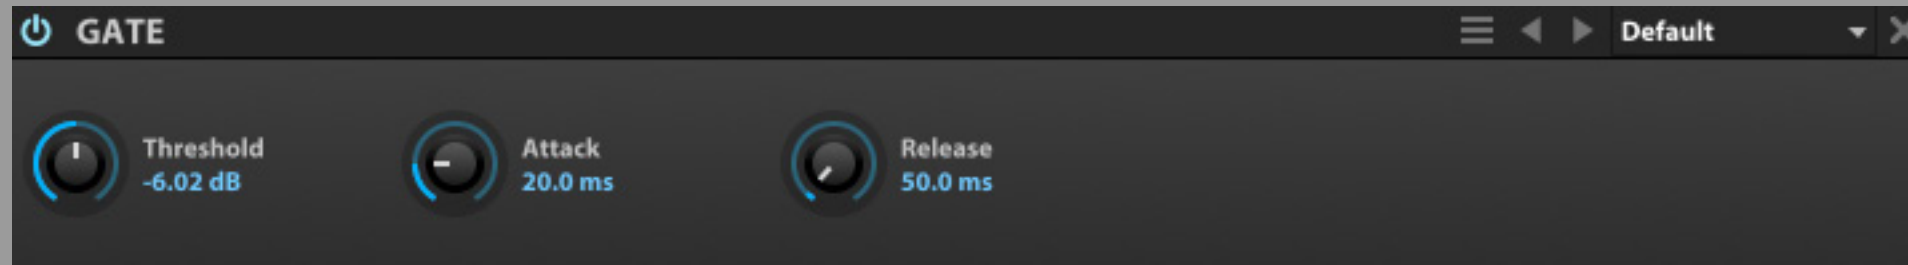 GATE
Default
Threshold
-6.02 dB
Attack
20.0 ms
Release
50.0 ms